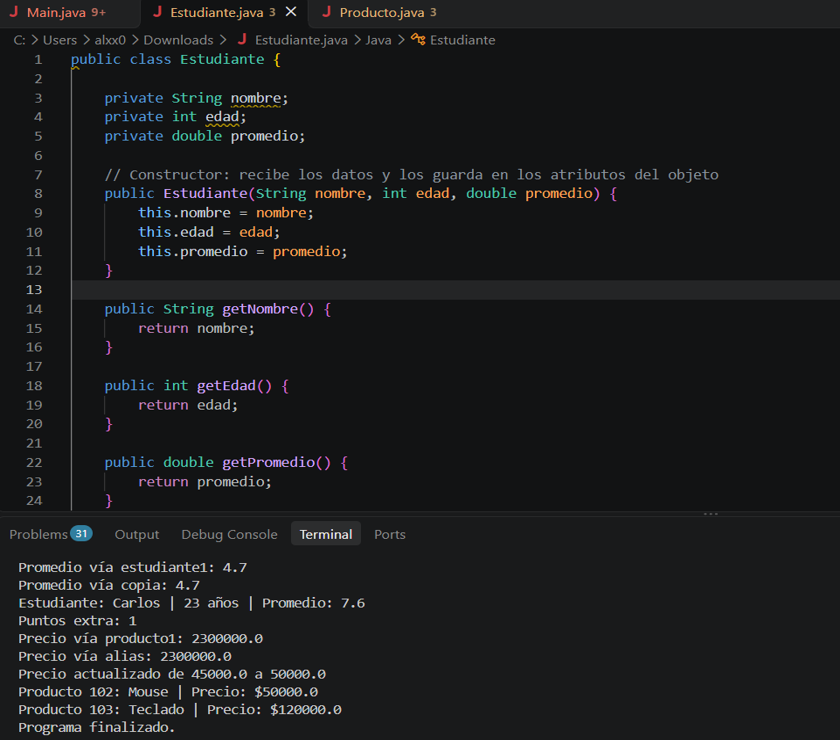 Main.java 9+ Estudiante.java 3 Producto.java 3
C: > Users > alxx0 > Downloads > Estudiante.java > Java > Estudiante
1 public class Estudiante {
2
3 private String nombre;
4 private int edad;
5 private double promedio;
6
7 // Constructor: recibe los datos y los guarda en los atributos del objeto
8 public Estudiante(String nombre, int edad, double promedio) {
9 this.nombre = nombre;
10 this.edad = edad;
11 this.promedio = promedio;
12 }
13
14 public String getNombre() {
15 return nombre;
16 }
17
18 public int getEdad() {
19 return edad;
20 }
21
22 public double getPromedio() {
23 return promedio;
24 }
Problems 31 Output Debug Console Terminal Ports
Promedio vía estudiante1: 4.7
Promedio vía copia: 4.7
Estudiante: Carlos | 23 años | Promedio: 7.6
Puntos extra: 1
Precio vía producto1: 2300000.0
Precio vía alias: 2300000.0
Precio actualizado de 45000.0 a 50000.0
Producto 102: Mouse | Precio: $50000.0
Producto 103: Teclado | Precio: $120000.0
Programa finalizado.